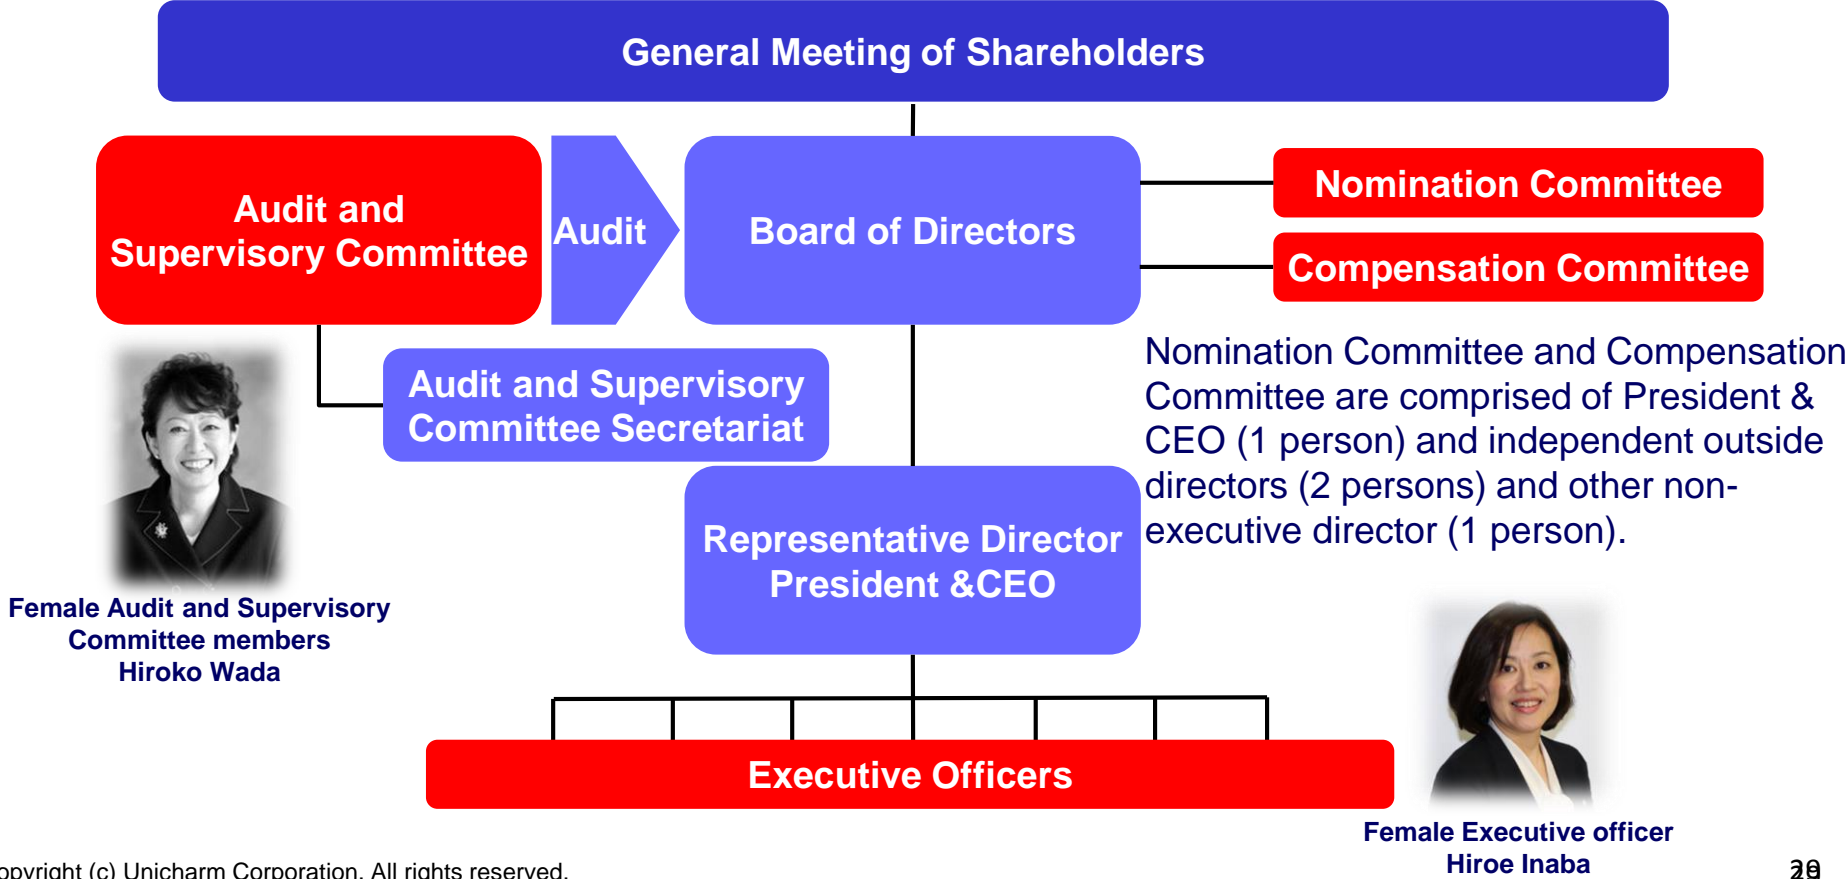 General Meeting of Shareholders
Audit and
Supervisory Committee
Audit
Board of Directors
Nomination Committee
Compensation Committee
Audit and Supervisory
Committee Secretariat
Nomination Committee and Compensation
Committee are comprised of President &
CEO (1 person) and independent outside
directors (2 persons) and other non-
executive director (1 person).
Representative Director
President &CEO
Female Audit and Supervisory
Committee members
Hiroko Wada
Executive Officers
Female Executive officer
Hiroe Inaba
opyright (c) Unicharm Corporation. All rights reserved.